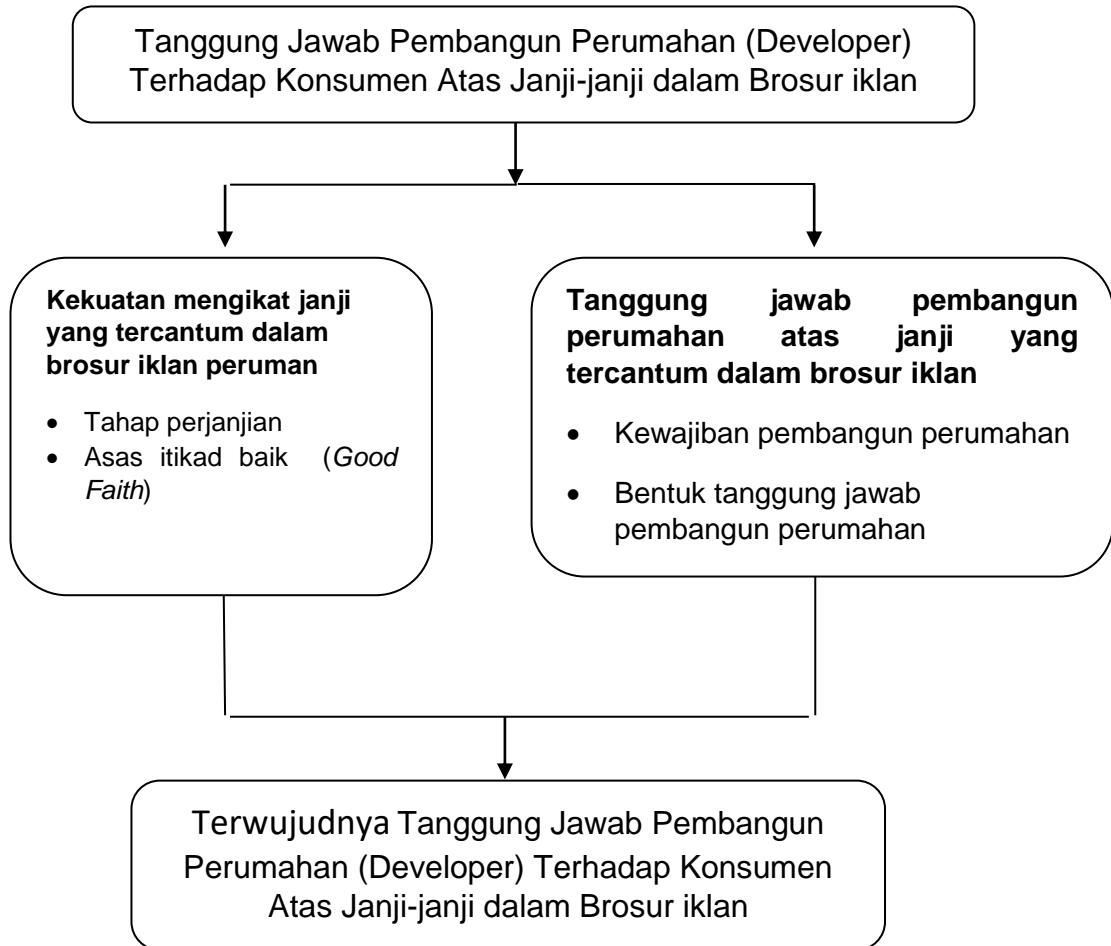 Tanggung Jawab Pembangun Perumahan (Developer)
Terhadap Konsumen Atas Janji-janji dalam Brosur iklan
Kekuatan mengikat janji
yang tercantum dalam
brosur iklan peruman
• Tahap perjanjian
• Asas itikad baik (Good
Faith)
Tanggung jawab pembangun
perumahan atas janji yang
tercantum dalam brosur iklan
• Kewajiban pembangun perumahan
• Bentuk tanggung jawab
pembangun perumahan
Terwujudnya Tanggung Jawab Pembangun
Perumahan (Developer) Terhadap Konsumen
Atas Janji-janji dalam Brosur iklan